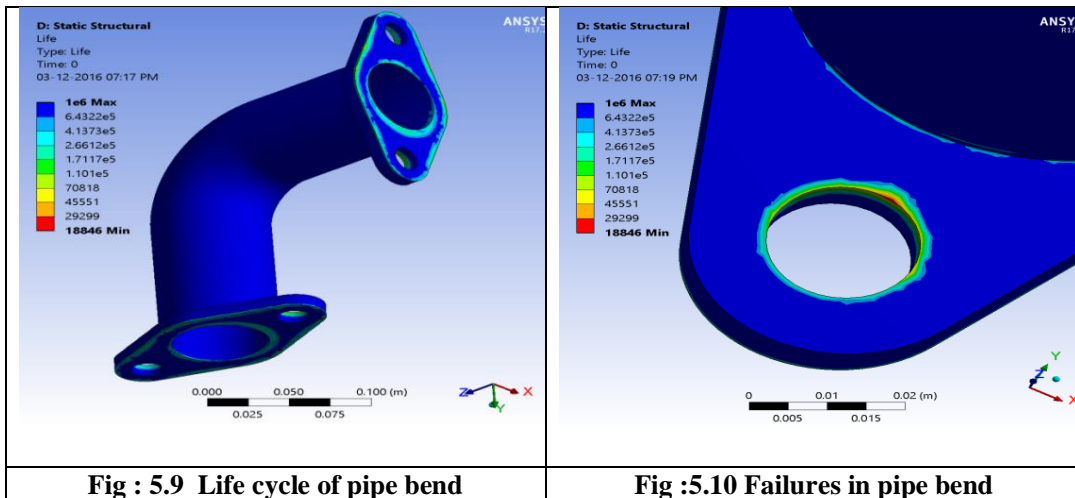 D: Static Structural
Life
Type: Life
Time: 0
03-12-2016 07:17 PM
1e6 Max
6.4322e5
4.1373e5
2.6612e5
1.7117e5
1.101e5
70818
45551
29299
18846 Min
ANSYS
R17.
0.000
0.050
0.100 (m)
0.025
0.075
Z
X
Y
D: Static Structural
Life
Type: Life
Time: 0
03-12-2016 07:19 PM
1e6 Max
6.4322e5
4.1373e5
2.6612e5
1.7117e5
1.101e5
70818
45551
29299
18846 Min
ANSYS
R17.
0
0.01
0.02 (m)
0.005
0.015
Y
Z
X
Fig : 5.9 Life cycle of pipe bend
Fig :5.10 Failures in pipe bend